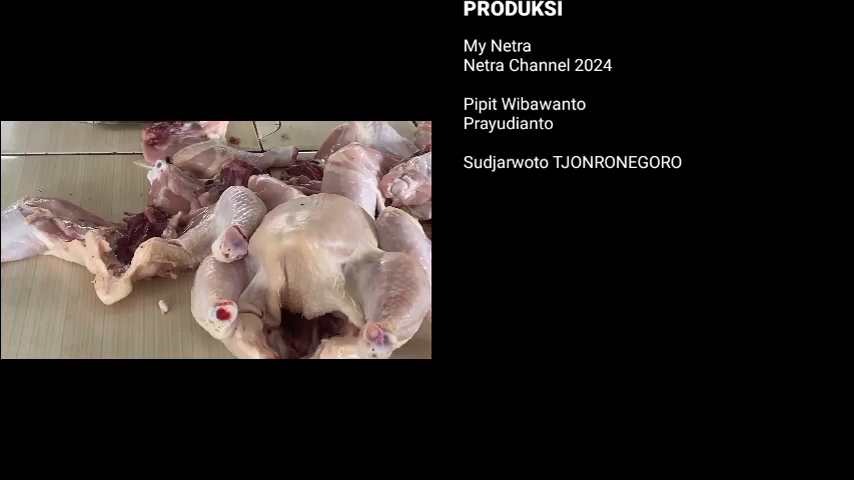 PRODUKSI
My Netra
Netra Channel 2024
Pipit Wibawanto
Prayudianto
Sudjarwoto TJONRONEGORO